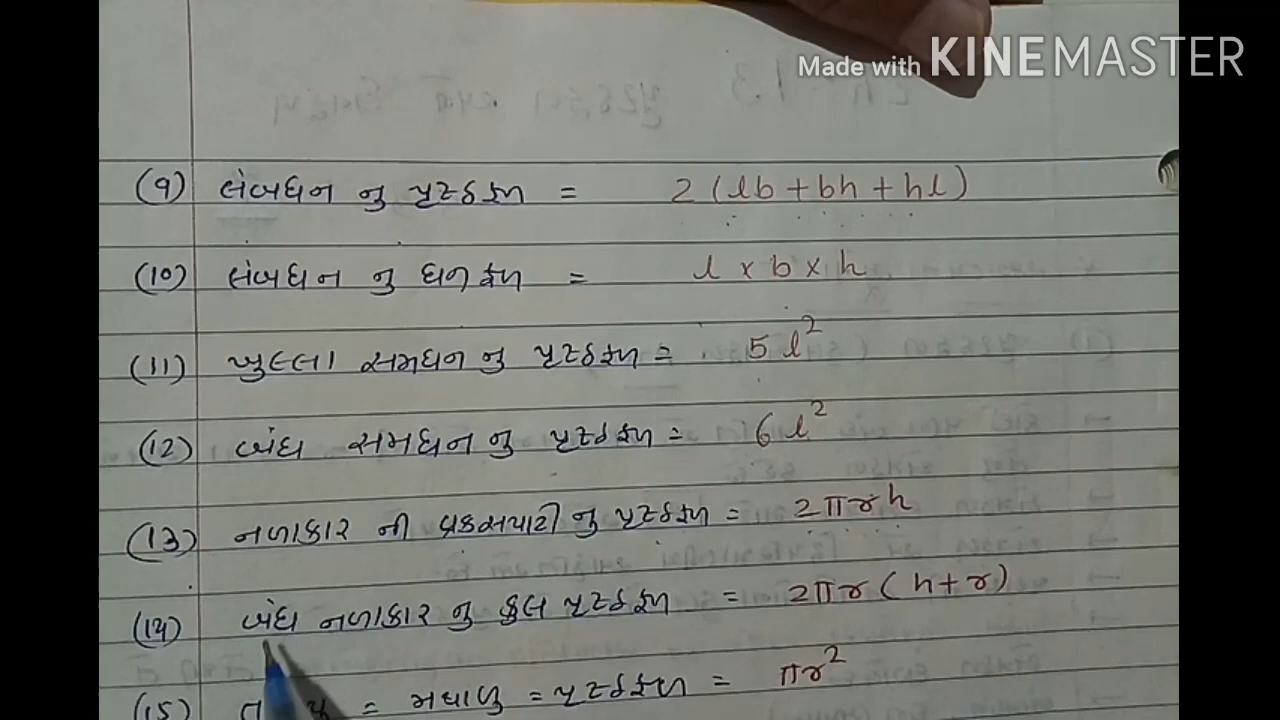 Made with KINEMASTER
(9) લંબઘન નુ પૃષ્ઠફળ = 2 (lb + bh + hl)
(10) લંબઘન નુ ઘનફળ = l x b x h
(11) ખુલ્લા સમઘન નુ પૃષ્ઠફળ = 5 l²
(12) બંધ સમઘન નુ પૃષ્ઠફળ = 6 l²
(13) નળાકાર ની વક્રસપાટી નુ પૃષ્ઠફળ = 2πrh
(14) બંધ નળાકાર નુ કુલ પૃષ્ઠફળ = 2πr (h + r)
(15) = મથાળુ = પૃષ્ઠફળ = πr²